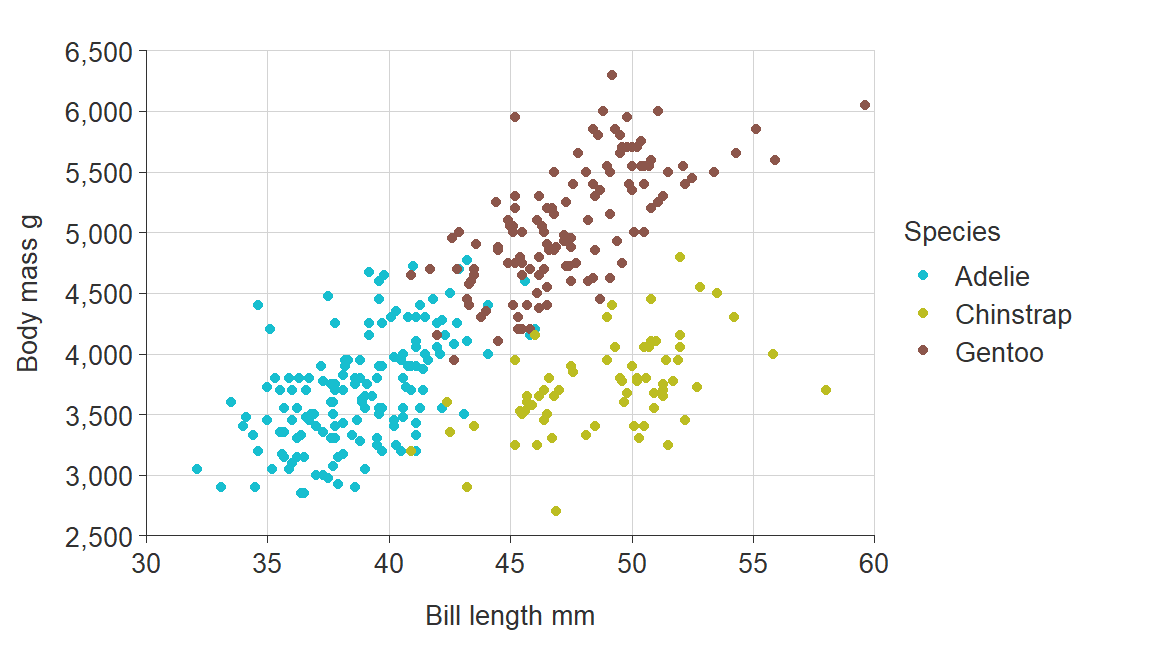 6,500
6,000
5,500
5,000
4,500
4,000
3,500
3,000
2,500
Body mass g
30 35 40 45 50 55 60
Bill length mm
Species
Adelie
Chinstrap
Gentoo